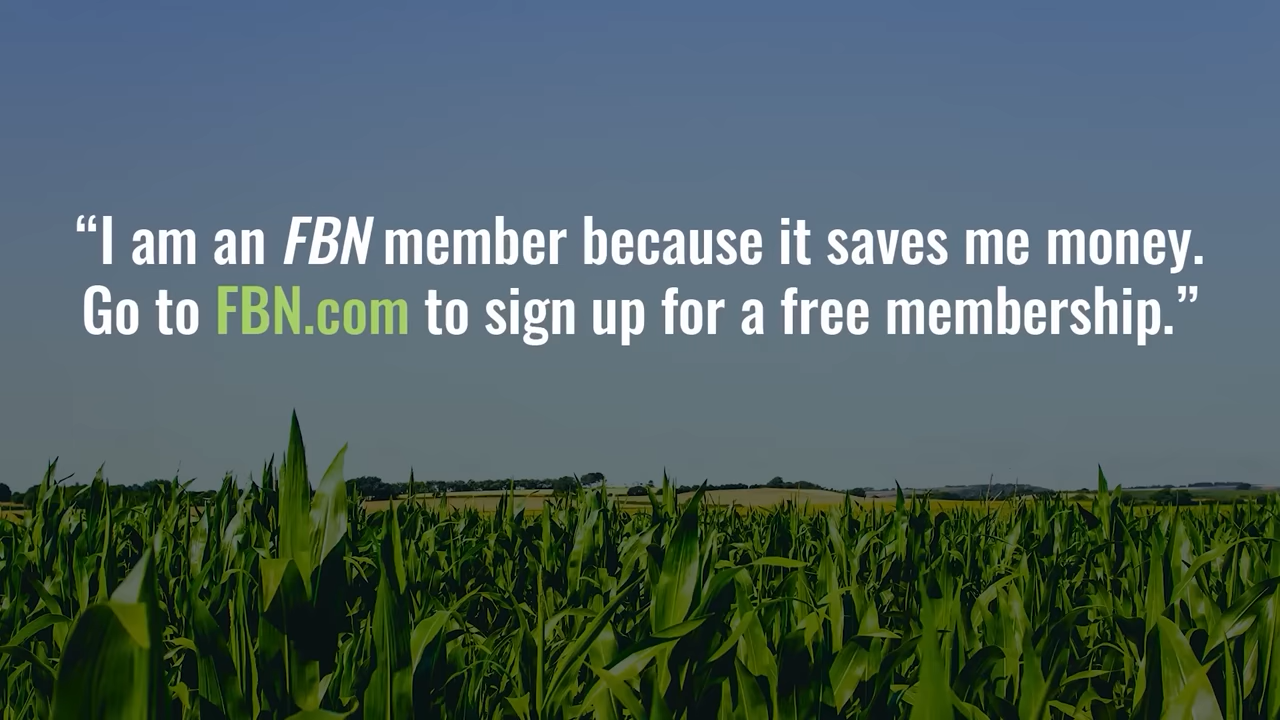 “I am an FBN member because it saves me money.
Go to FBN.com to sign up for a free membership.”